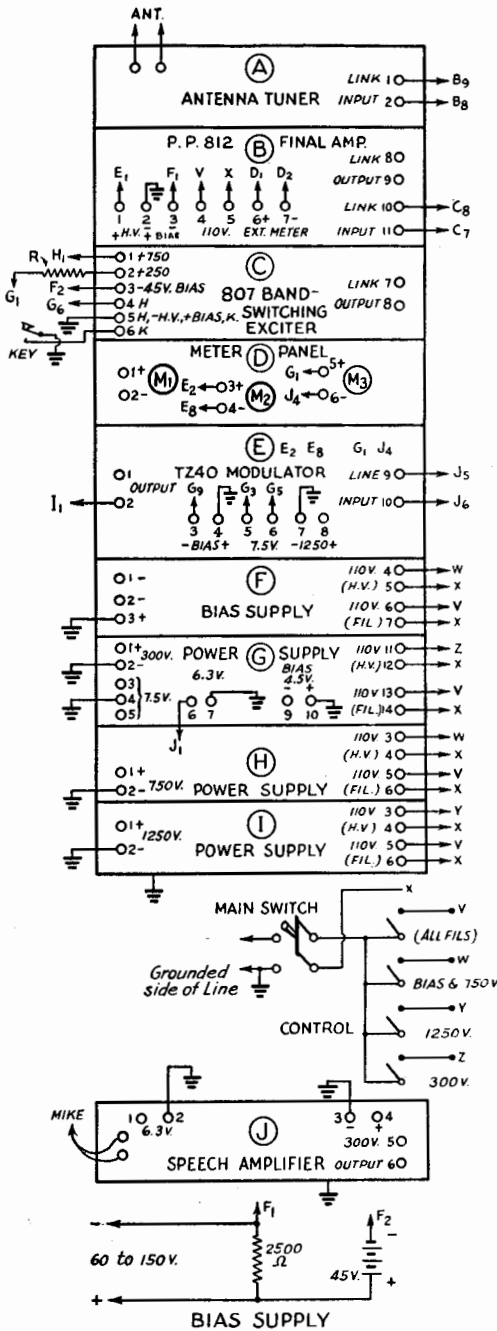 ANT.
A
ANTENNA TUNER
LINK 1 B9
INPUT 2 B8
P.P. 812 B FINAL AMP.
LINK 8
OUTPUT 9
E1 F1 V X D1 D2
1 2 3 4 5 6+ 7-
+H.V. - + BIAS - 110V. EXT. METER
LINK 10 C8
INPUT 11 C7
R H1 1 +750
G1 2 +250
F2 3 -45V. BIAS
G6 4 H
5 H,-H.V.,+BIAS,K.
KEY 6 K
C
807 BAND-
SWITCHING
EXCITER
LINK 7
OUTPUT 8
METER D PANEL
1+ M1
2-
E2 3+ M2
E8 4-
G1 5+ M3
J4 6-
E E2 E8 G1 J4
TZ40 MODULATOR
1
OUTPUT
I1 2
LINE 9 J5
INPUT 10 J6
G9 G3 G5
3 4 5 6 7 8
-BIAS+ 7.5V. -1250+
F
BIAS SUPPLY
1-
2-
3+
110V. 4 W
(H.V.) 5 X
110V. 6 V
(FIL.) 7 X
POWER G SUPPLY
1+ 300V.
2-
3
4 7.5V.
5
6.3V.
6 7
J1
BIAS
4.5V.
- +
9 10
110V 11 Z
(H.V.) 12 X
110V 13 V
(FIL.) 14 X
H
POWER SUPPLY
1+
2- 750V.
110V. 3 W
(H.V.) 4 X
110V. 5 V
(FIL.) 6 X
I
POWER SUPPLY
1+ 1250V.
2-
110V 3 Y
(H.V.) 4 X
110V. 5 V
(FIL.) 6 X
MAIN SWITCH
X
V
(ALL FILS)
Grounded
side of Line
W
BIAS & 750V
CONTROL
Y
1250V.
Z
300V.
MIKE
1 2
6.3V.
J
SPEECH AMPLIFIER
3 4
- +
300V. 5
OUTPUT 6
F1
F2
-
60 to 150V.
+
2500
Ω
-
45V.
+
BIAS SUPPLY